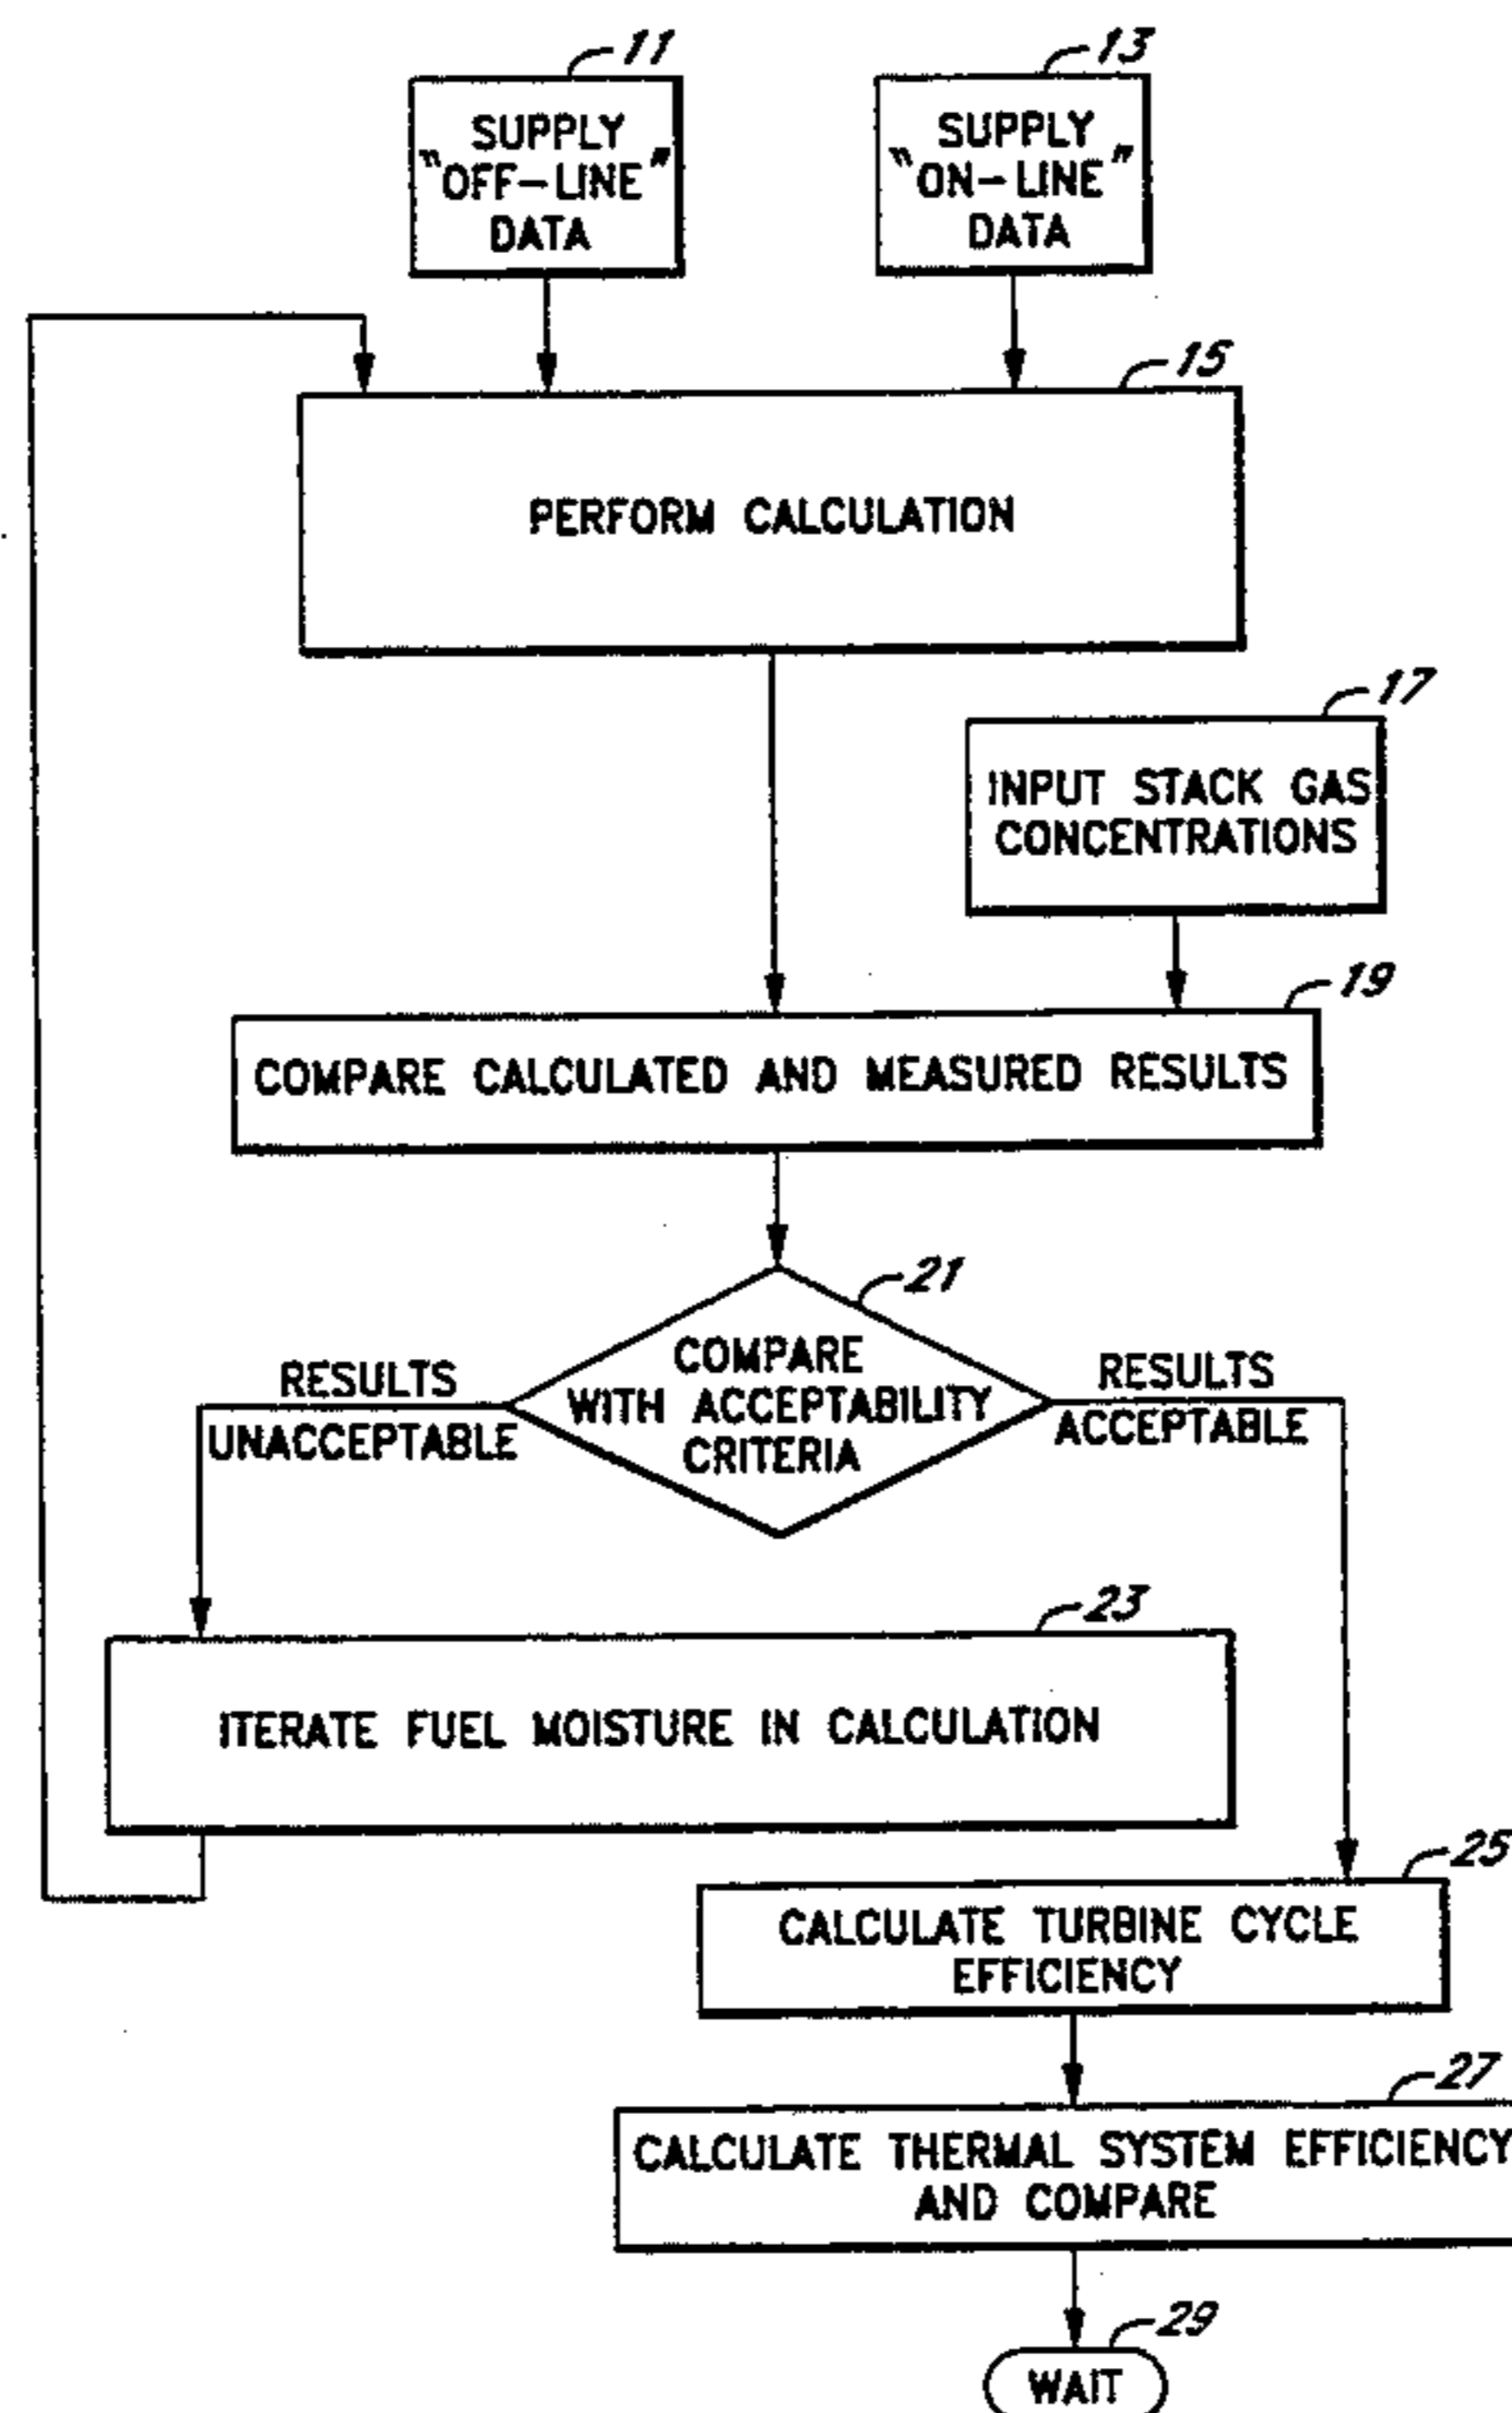 11
SUPPLY
"OFF-LINE"
DATA
13
SUPPLY
"ON-LINE"
DATA
15
PERFORM CALCULATION
17
INPUT STACK GAS
CONCENTRATIONS
19
COMPARE CALCULATED AND MEASURED RESULTS
21
COMPARE
WITH ACCEPTABILITY
CRITERIA
RESULTS
UNACCEPTABLE
RESULTS
ACCEPTABLE
23
ITERATE FUEL MOISTURE IN CALCULATION
25
CALCULATE TURBINE CYCLE
EFFICIENCY
27
CALCULATE THERMAL SYSTEM EFFICIENCY
AND COMPARE
29
WAIT